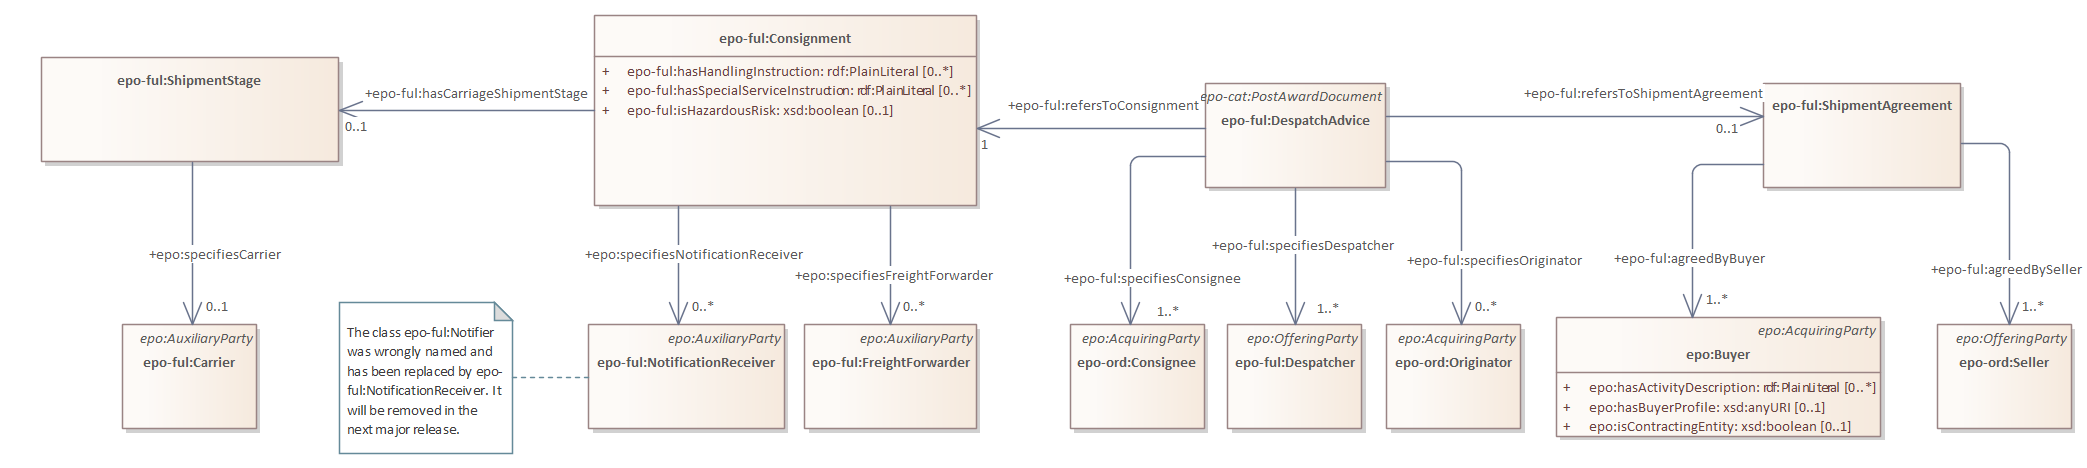 epo-ful:ShipmentStage
+epo-ful:hasCarriageShipmentStage
0..1
epo-ful:Consignment
+ epo-ful:hasHandlingInstruction: rdf:PlainLiteral [0..*]
+ epo-ful:hasSpecialServiceInstruction: rdf:PlainLiteral [0..*]
+ epo-ful:isHazardousRisk: xsd:boolean [0..1]
+epo-ful:refersToConsignment
1
epo-cat:PostAwardDocument
epo-ful:DespatchAdvice
+epo-ful:refersToShipmentAgreement
0..1
epo-ful:ShipmentAgreement
+epo:specifiesCarrier
0..1
+epo:specifiesNotificationReceiver
0..*
+epo:specifiesFreightForwarder
0..*
+epo-ful:specifiesConsignee
1..*
+epo-ful:specifiesDespatcher
1..*
+epo-ful:specifiesOriginator
0..*
+epo-ful:agreedByBuyer
1..*
+epo-ful:agreedBySeller
1..*
epo:AuxiliaryParty
epo-ful:Carrier
The class epo-ful:Notifier
was wrongly named and
has been replaced by epo-
ful:NotificationReceiver. It
will be removed in the
next major release.
epo:AuxiliaryParty
epo-ful:NotificationReceiver
epo:AuxiliaryParty
epo-ful:FreightForwarder
epo:AcquiringParty
epo-ord:Consignee
epo:OfferingParty
epo-ful:Despatcher
epo:AcquiringParty
epo-ord:Originator
epo:AcquiringParty
epo:Buyer
+ epo:hasActivityDescription: rdf:PlainLiteral [0..*]
+ epo:hasBuyerProfile: xsd:anyURI [0..1]
+ epo:isContractingEntity: xsd:boolean [0..1]
epo:OfferingParty
epo-ord:Seller